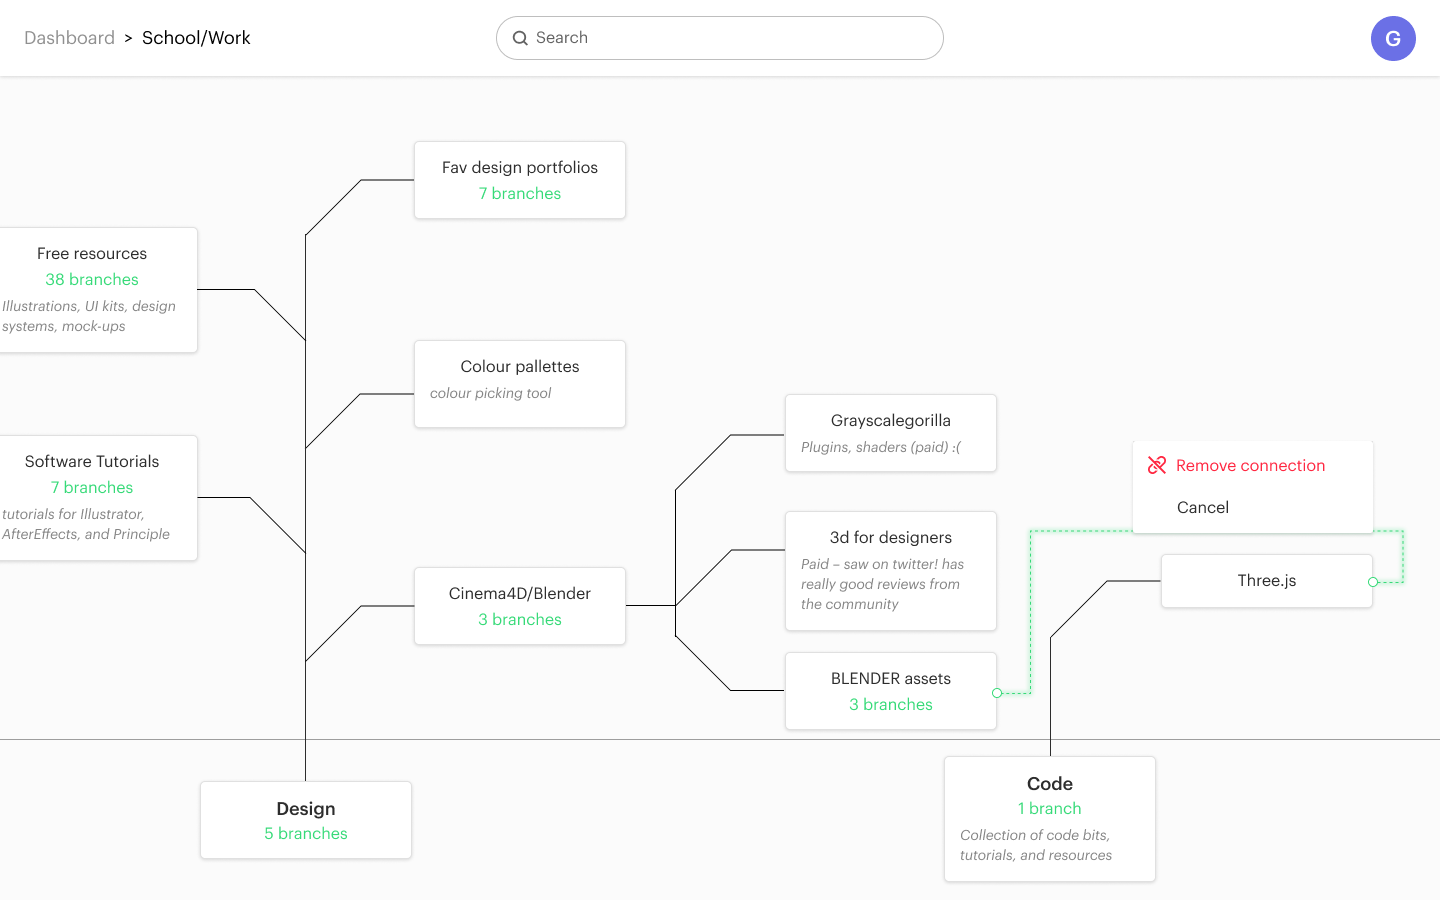 Dashboard > School/Work
Search
G
Fav design portfolios
7 branches
Free resources
38 branches
Illustrations, UI kits, design
systems, mock-ups
Colour pallettes
colour picking tool
Software Tutorials
7 branches
tutorials for Illustrator,
AfterEffects, and Principle
Cinema4D/Blender
3 branches
Grayscalegorilla
Plugins, shaders (paid) :(
3d for designers
Paid – saw on twitter! has
really good reviews from
the community
BLENDER assets
3 branches
Remove connection
Cancel
Three.js
Design
5 branches
Code
1 branch
Collection of code bits,
tutorials, and resources